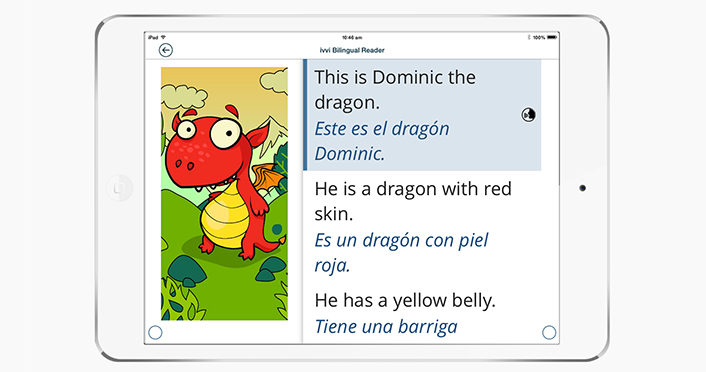 iPad 10:46 am 100%
ivvi Bilingual Reader
This is Dominic the
dragon.
Este es el dragón
Dominic.
He is a dragon with red
skin.
Es un dragón con piel
roja.
He has a yellow belly.
Tiene una barriga